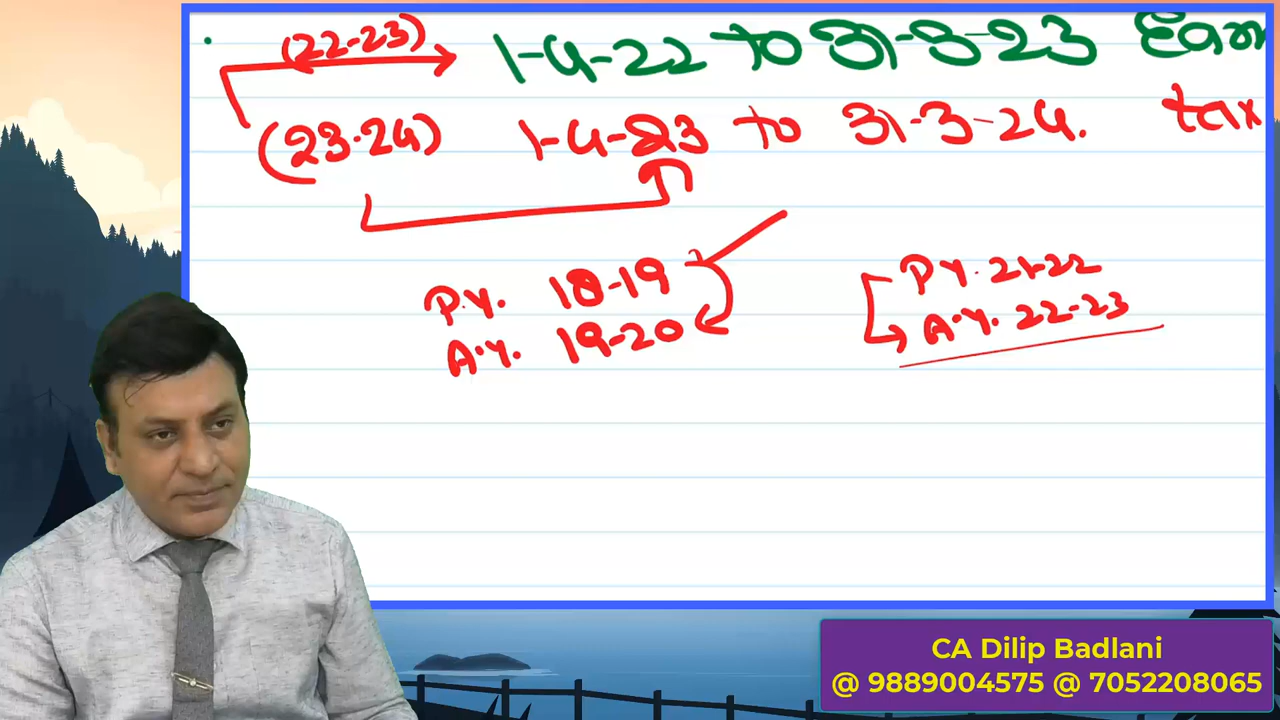 (22-23) 1-4-22 to 31-3-23 Earn
(23-24) 1-4-23 to 31-3-24. tax
P.Y. 18-19
A.Y. 19-20
P.Y. 21-22
A.Y. 22-23
CA Dilip Badlani
@ 9889004575 @ 7052208065